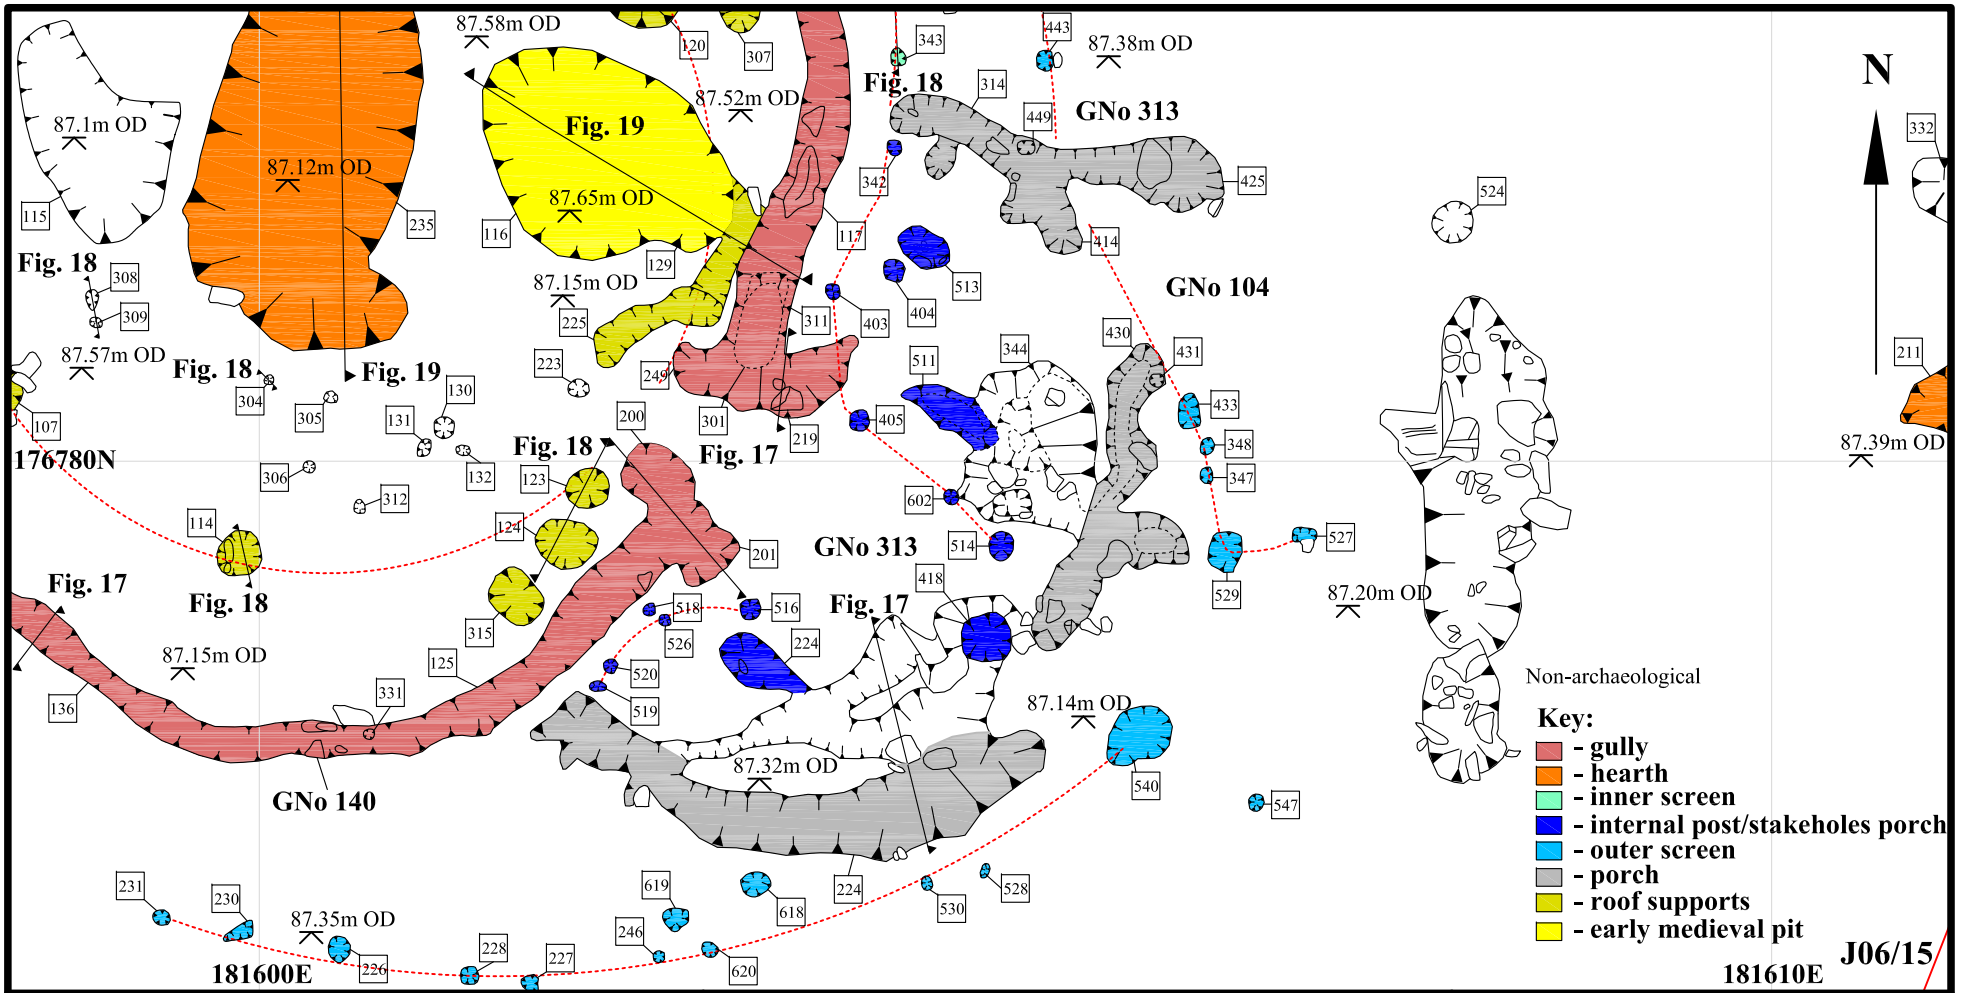 87.58m OD
120
307
343
443
87.38m OD
N
Fig. 18
314
GNo 313
87.52m OD
87.1m OD
Fig. 19
449
332
87.12m OD
342
425
524
115
235
116
87.65m OD
117
414
129
Fig. 18
308
87.15m OD
513
GNo 104
309
225
311
403
404
430
431
87.57m OD
Fig. 18
Fig. 19
223
249
511
344
211
304
305
130
131
200
301
219
405
433
107
Fig. 18
Fig. 17
348
87.39m OD
176780N
306
132
123
347
312
602
114
124
201
GNo 313
514
527
Fig. 17
Fig. 18
418
529
87.20m OD
315
518
516
Fig. 17
526
87.15m OD
125
224
520
136
331
519
87.14m OD
Non-archaeological
Key:
- gully
- hearth
- inner screen
- internal post/stakeholes porch
- outer screen
- porch
- roof supports
- early medieval pit
87.32m OD
540
547
GNo 140
231
230
619
618
224
530
528
87.35m OD
226
228
227
246
620
181600E
181610E
J06/15